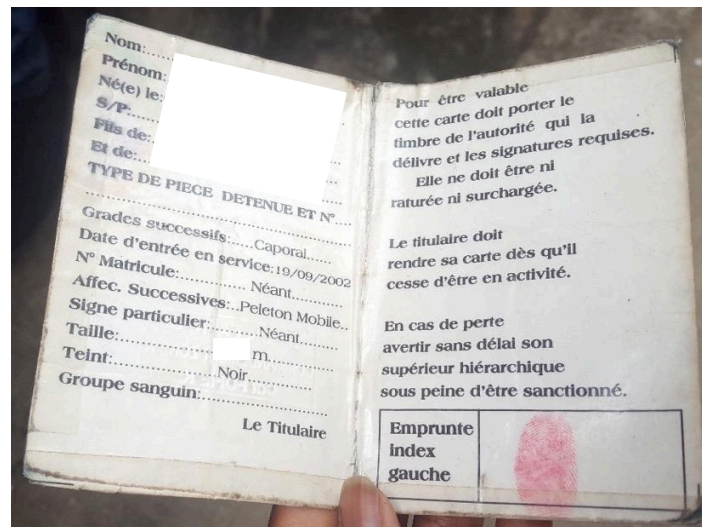 Nom:.....
Prénom:
Né(e) le:
S/P.
Fils de:
Et de:
TYPE DE PIECE DETENUE ET N°....
Grades successifs:.....Caporal......
Date d'entrée en service:19/09/2002
N° Matricule:.............Néant............
Affec. Successives:..Peleton Mobile..
Signe particulier:..........Néant........
Taille:....................m..............
Teint:....................Noir..............
Groupe sanguin:........................
Le Titulaire
Pour être valable
cette carte doit porter le
timbre de l'autorité qui la
délivre et les signatures requises.
Elle ne doit être ni
raturée ni surchargée.
Le titulaire doit
rendre sa carte dès qu'il
cesse d'être en activité.
En cas de perte
avertir sans délai son
supérieur hiérarchique
sous peine d'être sanctionné.
Emprunte
index
gauche